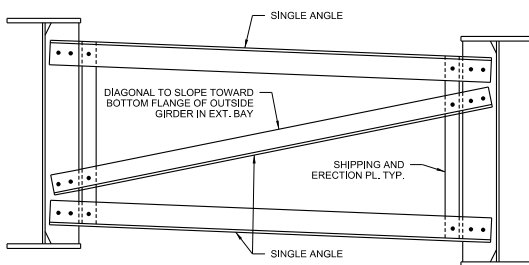 SINGLE ANGLE
DIAGONAL TO SLOPE TOWARD
BOTTOM FLANGE OF OUTSIDE
GIRDER IN EXT. BAY
SHIPPING AND
ERECTION PL. TYP.
SINGLE ANGLE